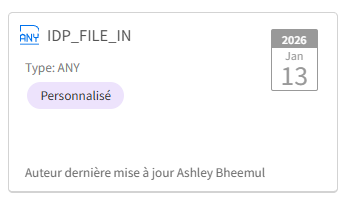 ANY IDP_FILE_IN
2026
Jan
13
Type: ANY
Personnalisé
Auteur dernière mise à jour Ashley Bheemul